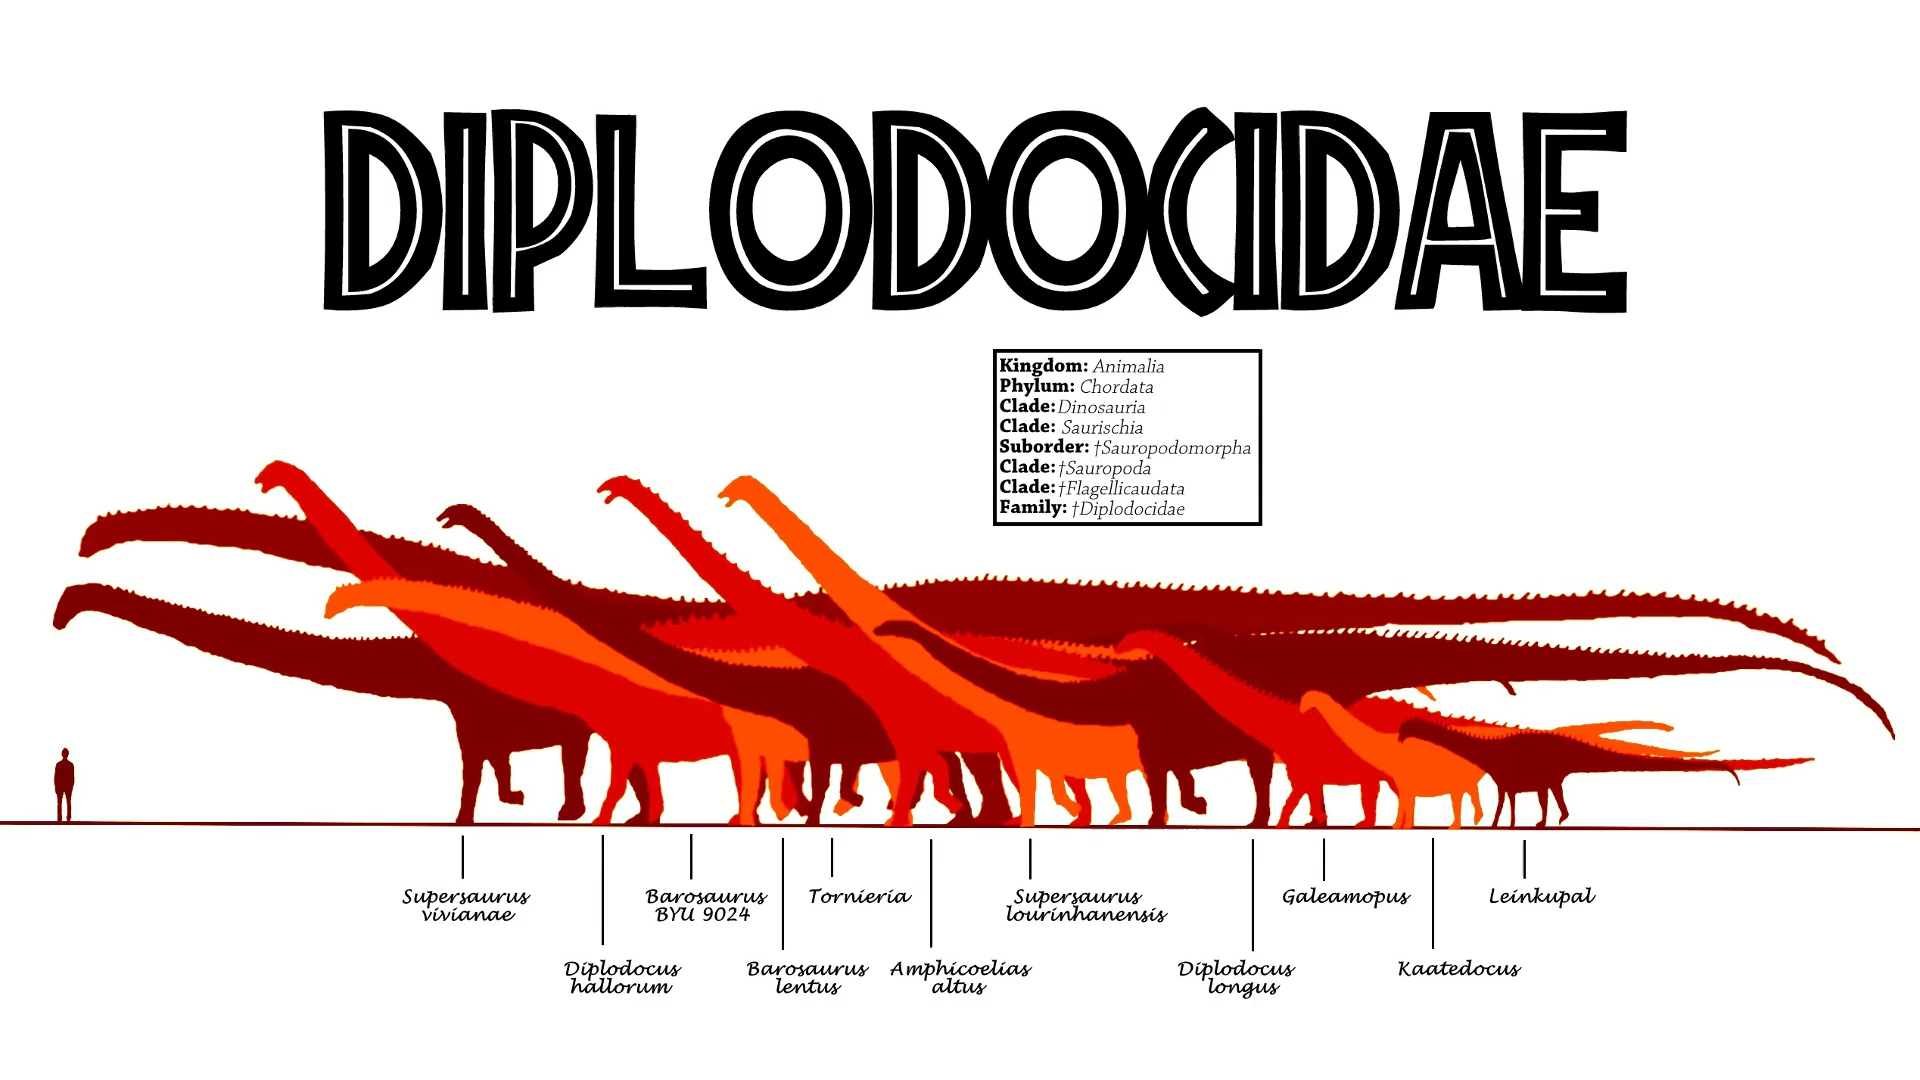 DIPLODOCIDAE
Kingdom: Animalia
Phylum: Chordata
Clade: Dinosauria
Clade: Saurischia
Suborder: †Sauropodomorpha
Clade: †Sauropoda
Clade: †Flagellicaudata
Family: †Diplodocidae
Supersaurus
vivianae
Barosaurus
BYU 9024
Tornieria
Supersaurus
lourinhanensis
Galeamopus
Leinkupal
Diplodocus
hallorum
Barosaurus
lentus
Amphicoelias
altus
Diplodocus
longus
Kaatedocus